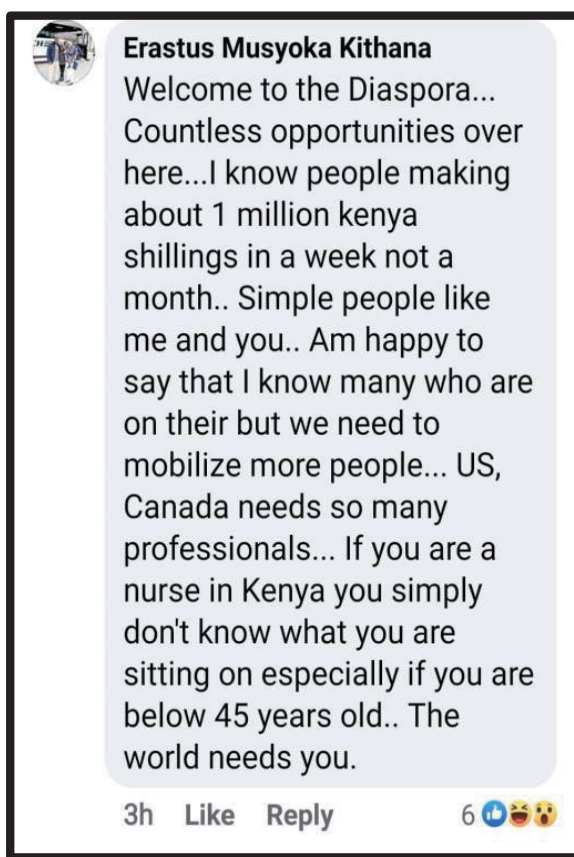 Erastus Musyoka Kithana
Welcome to the Diaspora...
Countless opportunities over
here...I know people making
about 1 million kenya
shillings in a week not a
month.. Simple people like
me and you.. Am happy to
say that I know many who are
on their but we need to
mobilize more people... US,
Canada needs so many
professionals... If you are a
nurse in Kenya you simply
don't know what you are
sitting on especially if you are
below 45 years old.. The
world needs you.
3h Like Reply 6